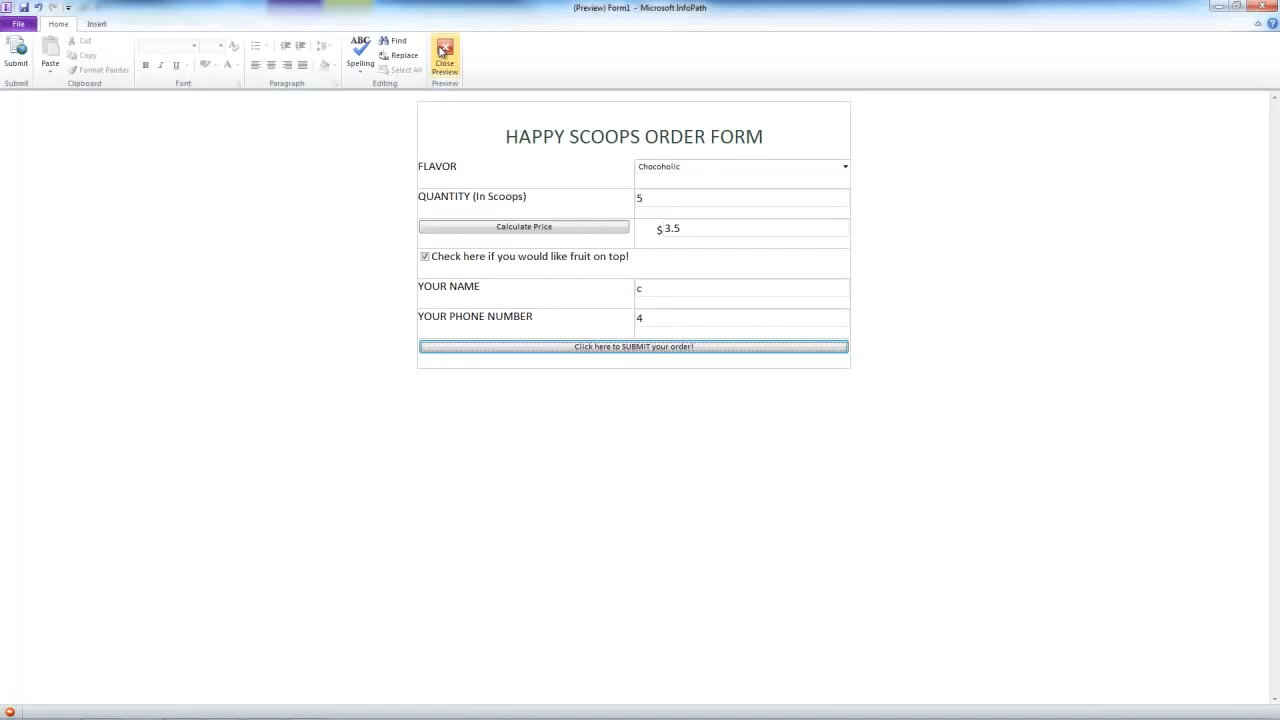 (Preview) Form1 - Microsoft InfoPath
File Home Insert
Submit
Submit
Paste
Cut
Copy
Format Painter
Clipboard
B I U
Font
Paragraph
ABC
Spelling
Find
Replace
Select All
Editing
Close
Preview
Preview
HAPPY SCOOPS ORDER FORM
FLAVOR Chocoholic
QUANTITY (In Scoops) 5
Calculate Price $ 3.5
Check here if you would like fruit on top!
YOUR NAME c
YOUR PHONE NUMBER 4
Click here to SUBMIT your order!